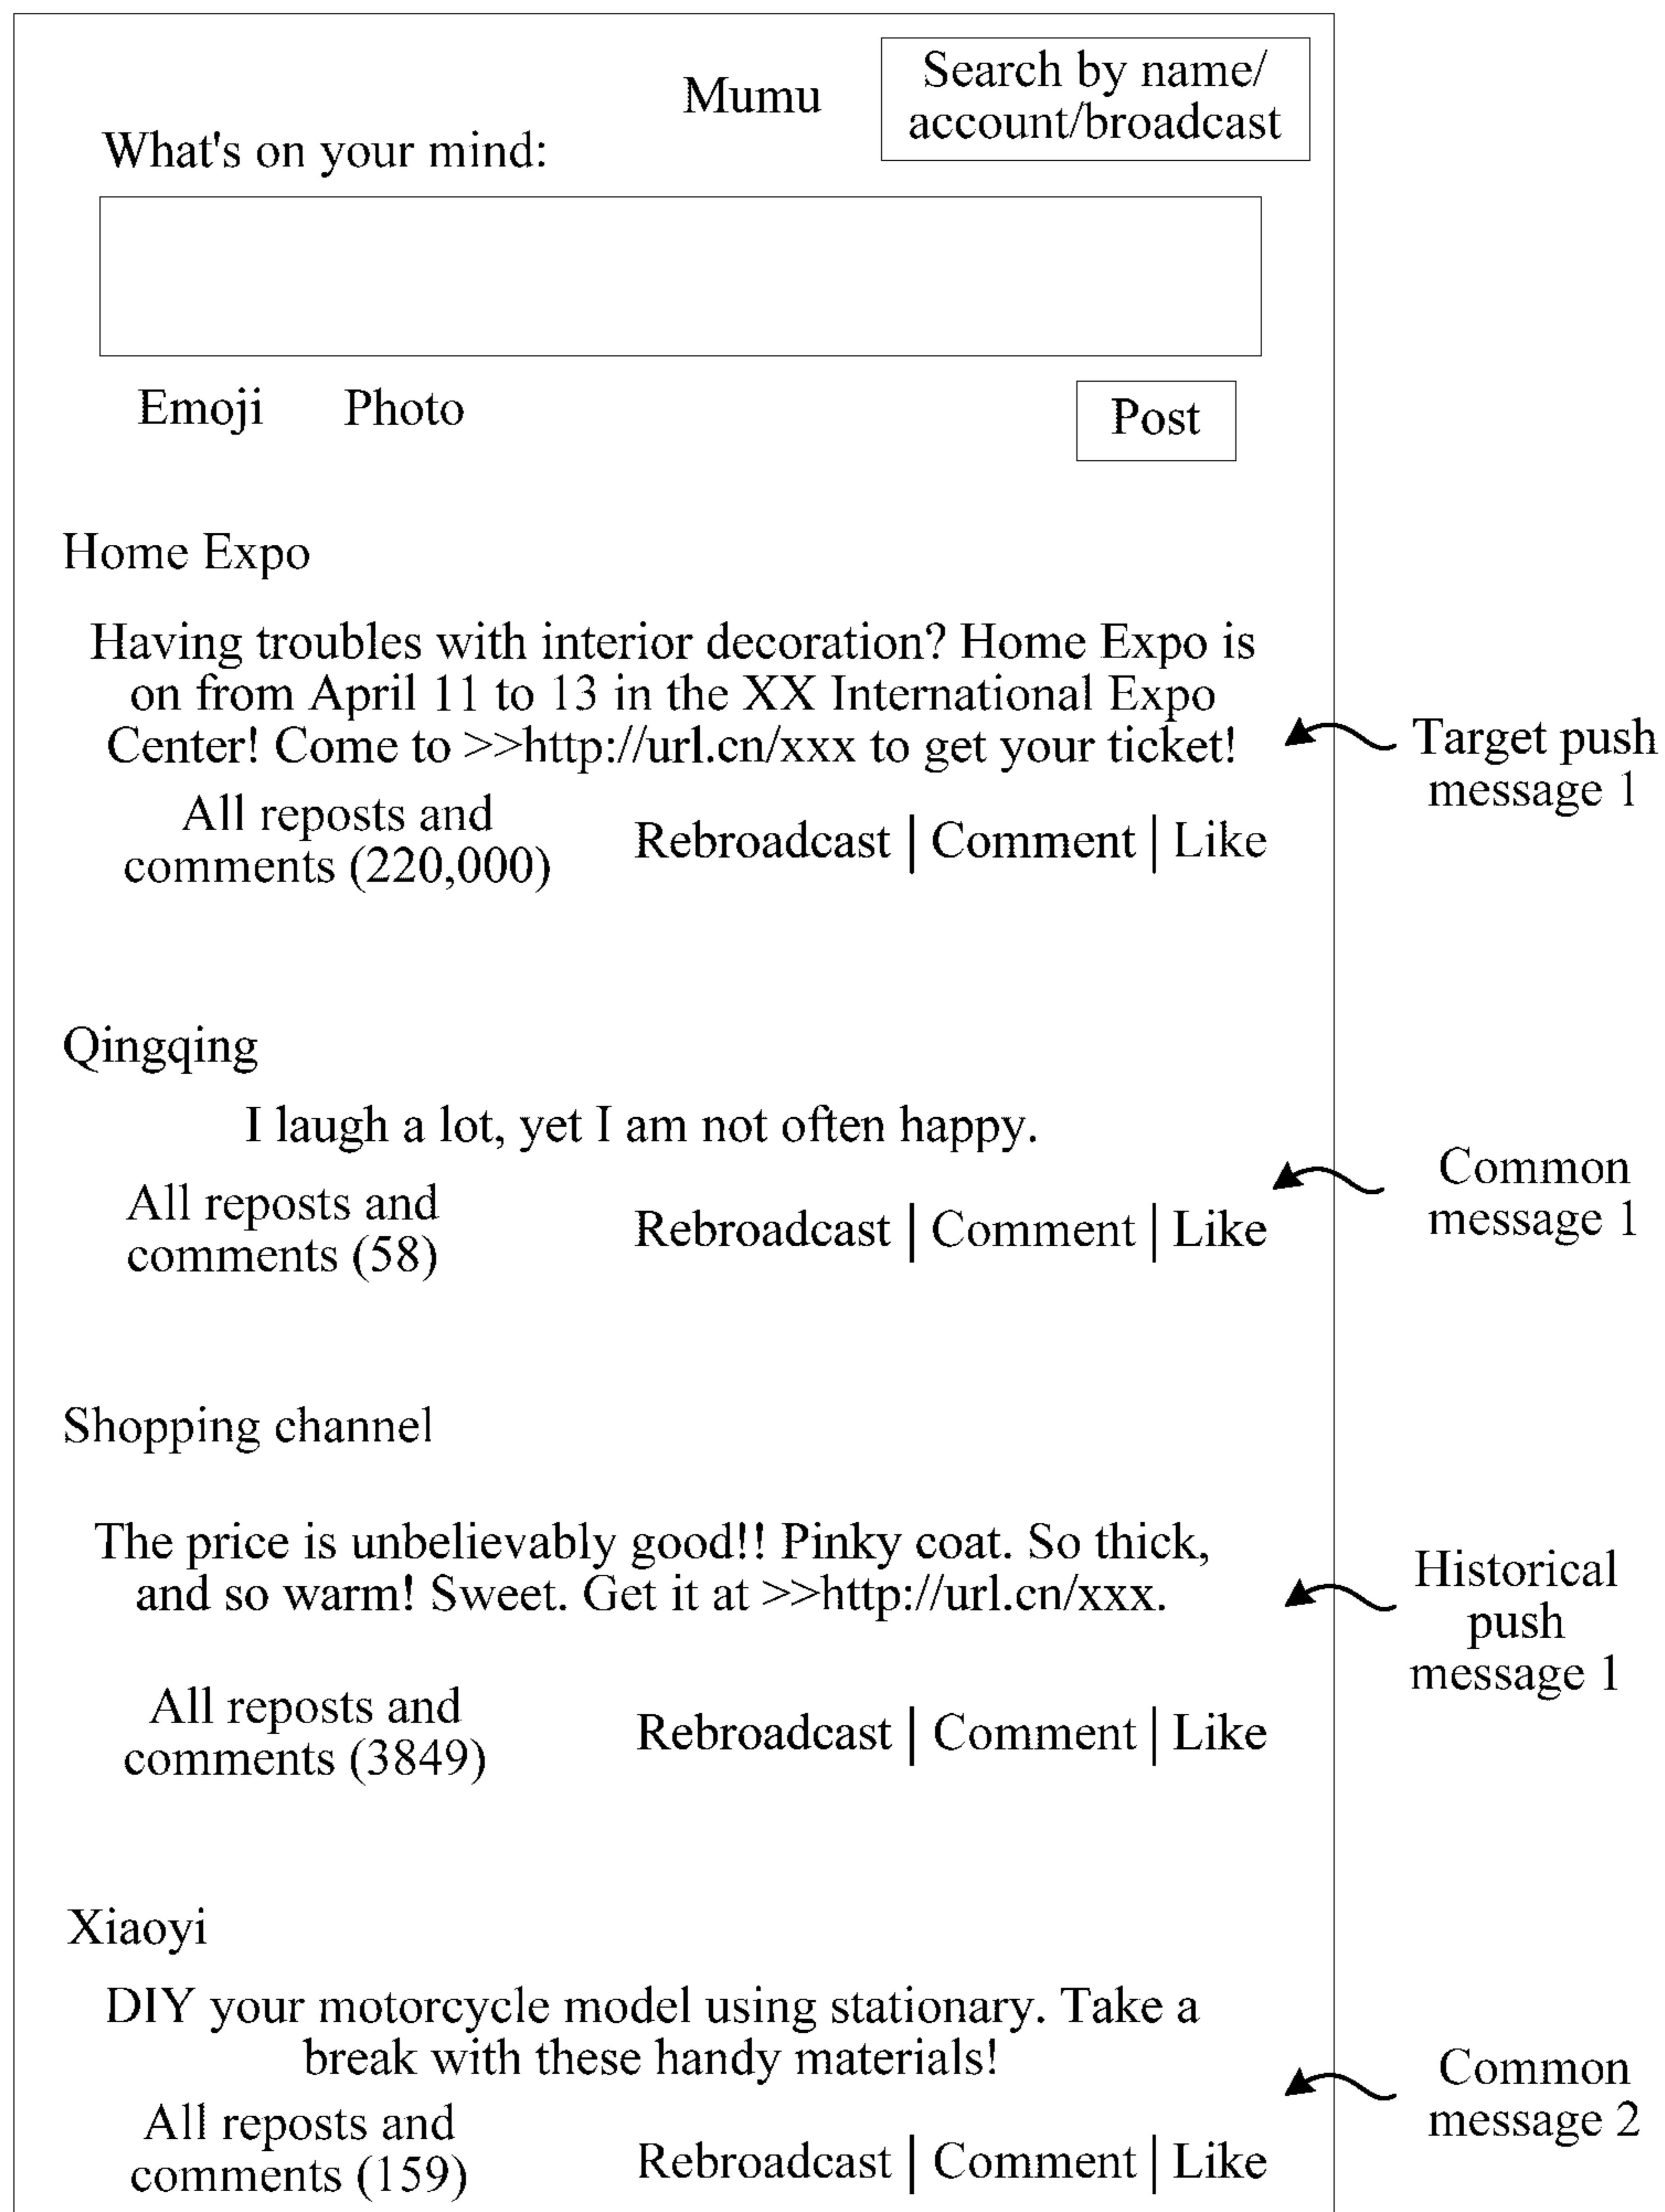 Mumu
Search by name/
account/broadcast
What's on your mind:
Emoji
Photo
Post
Home Expo
Having troubles with interior decoration? Home Expo is
on from April 11 to 13 in the XX International Expo
Center! Come to >>http://url.cn/xxx to get your ticket!
Target push
message 1
All reposts and
comments (220,000)
Rebroadcast | Comment | Like
Qingqing
I laugh a lot, yet I am not often happy.
Common
message 1
All reposts and
comments (58)
Rebroadcast | Comment | Like
Shopping channel
The price is unbelievably good!! Pinky coat. So thick,
and so warm! Sweet. Get it at >>http://url.cn/xxx.
Historical
push
message 1
All reposts and
comments (3849)
Rebroadcast | Comment | Like
Xiaoyi
DIY your motorcycle model using stationary. Take a
break with these handy materials!
Common
message 2
All reposts and
comments (159)
Rebroadcast | Comment | Like